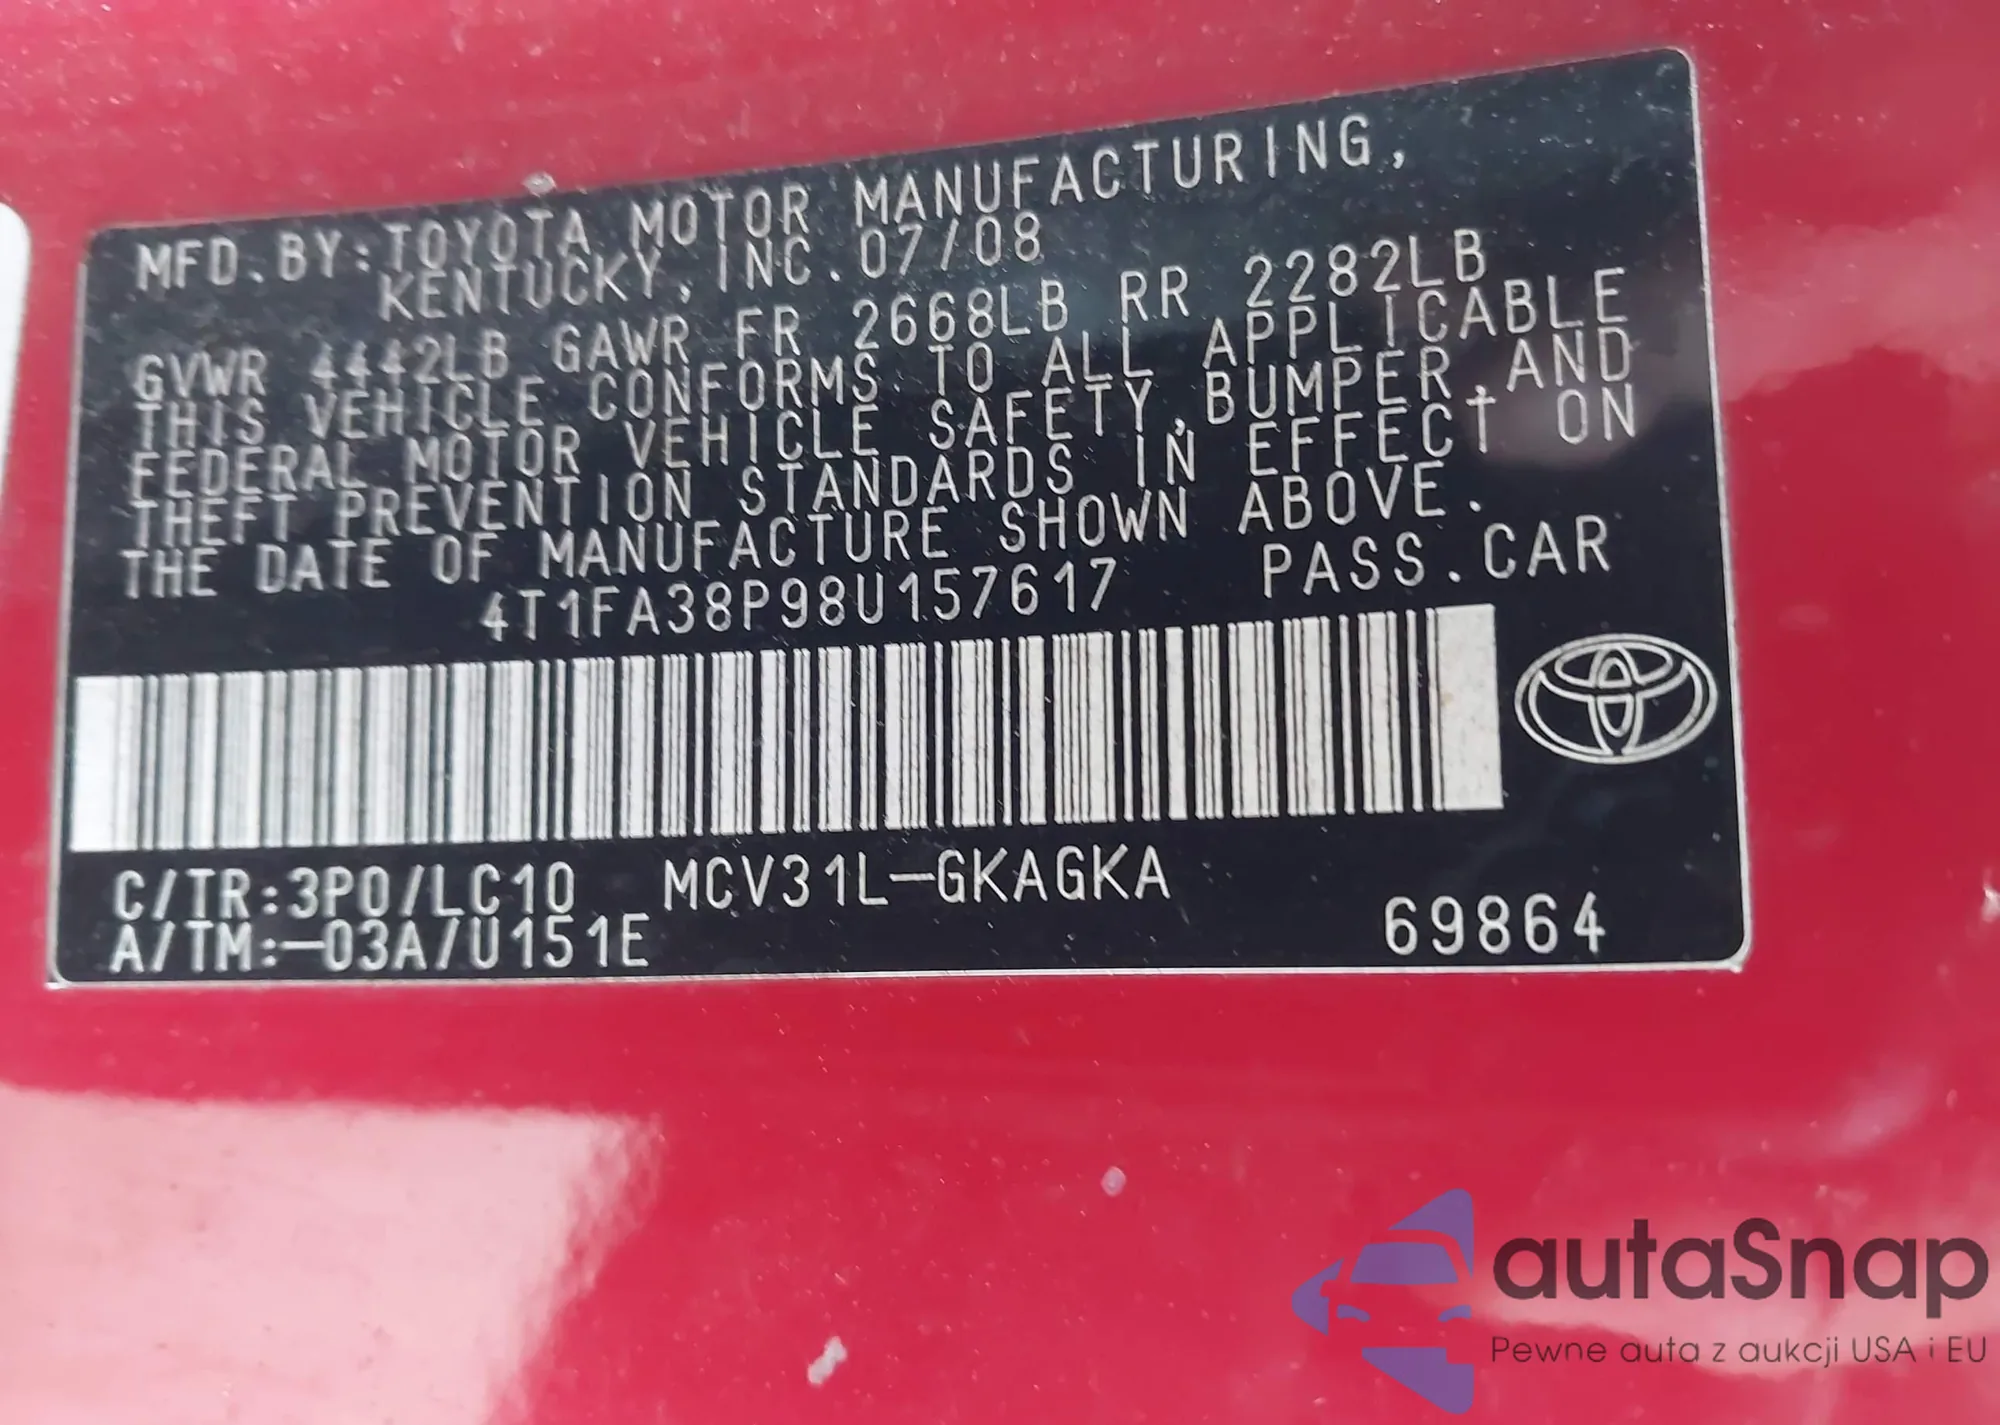 MFD.BY:TOYOTA MOTOR MANUFACTURING,
KENTUCKY, INC.07/08
GVWR 4442LB GAWR FR 2668LB RR 2282LB
THIS VEHICLE CONFORMS TO ALL APPLICABLE
FEDERAL MOTOR VEHICLE SAFETY,BUMPER,AND
THEFT PREVENTION STANDARDS IN EFFECT ON
THE DATE OF MANUFACTURE SHOWN ABOVE.
4T1FA38P98U157617 PASS.CAR
C/TR:3P0/LC10 MCV31L-GKAGKA
A/TM:-03A/U151E 69864
autaSnap
Pewne auta z aukcji USA i EU